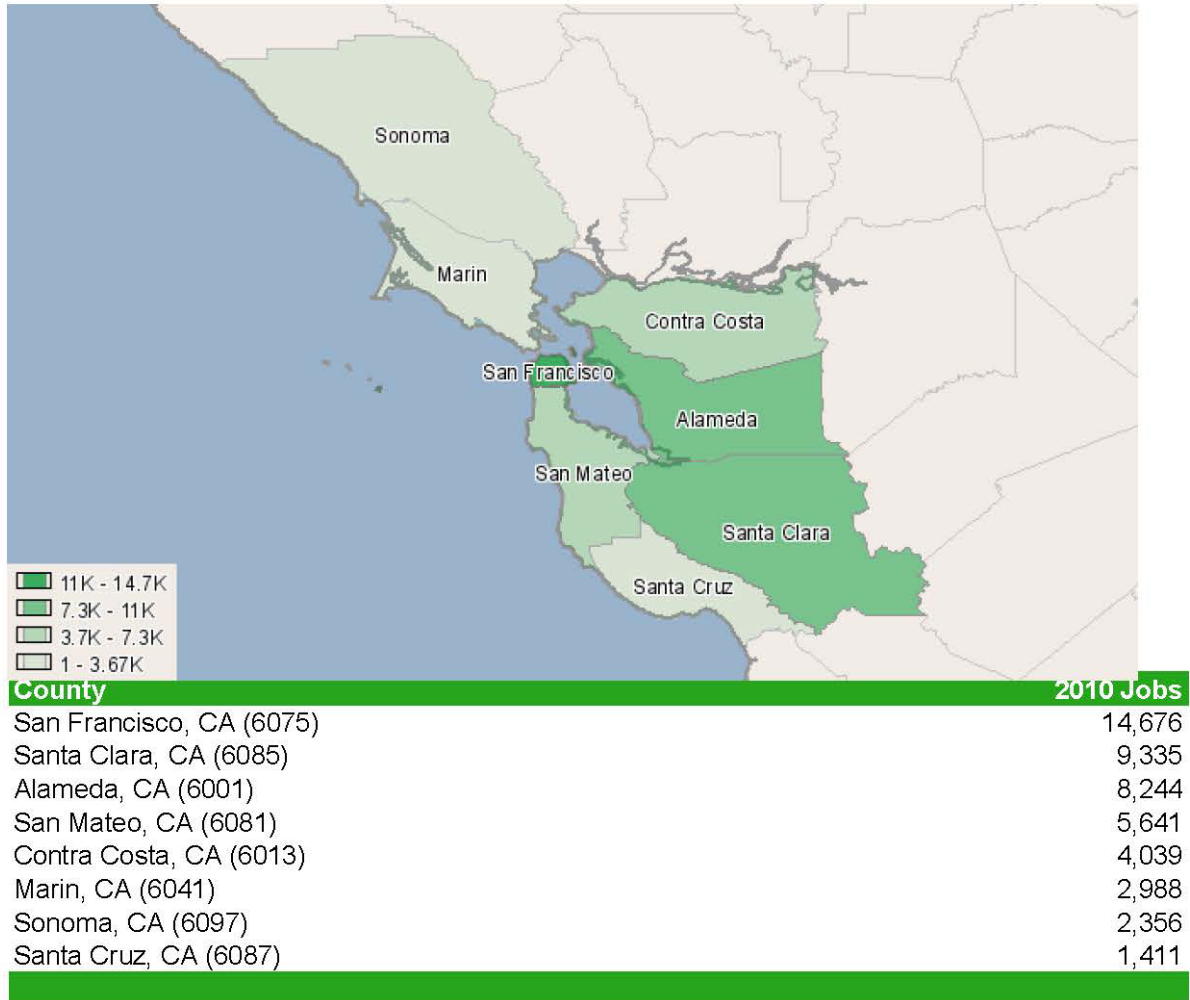 Sonoma
Marin
Contra Costa
San Francisco
Alameda
San Mateo
Santa Clara
Santa Cruz
11K - 14.7K
7.3K - 11K
3.7K - 7.3K
1 - 3.67K
County 2010 Jobs
San Francisco, CA (6075) 14,676
Santa Clara, CA (6085) 9,335
Alameda, CA (6001) 8,244
San Mateo, CA (6081) 5,641
Contra Costa, CA (6013) 4,039
Marin, CA (6041) 2,988
Sonoma, CA (6097) 2,356
Santa Cruz, CA (6087) 1,411